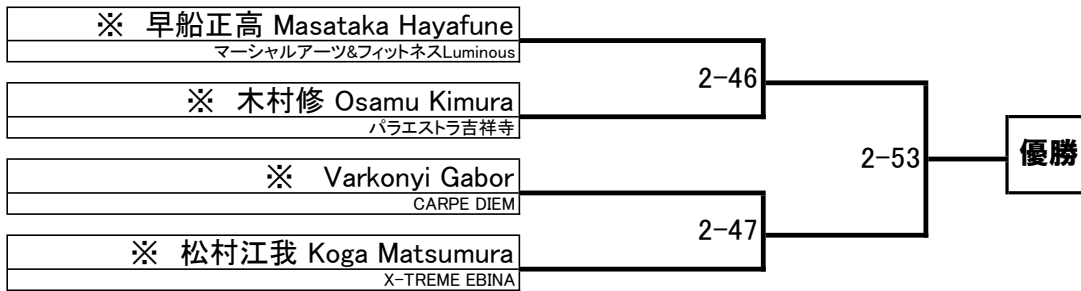 ※ 早船正高 Masataka Hayafune
マーシャルアーツ&フィットネスLuminous
2-46
※ 木村修 Osamu Kimura
パラエストラ吉祥寺
2-53
優勝
※ Varkonyi Gabor
CARPE DIEM
2-47
※ 松村江我 Koga Matsumura
X-TREME EBINA